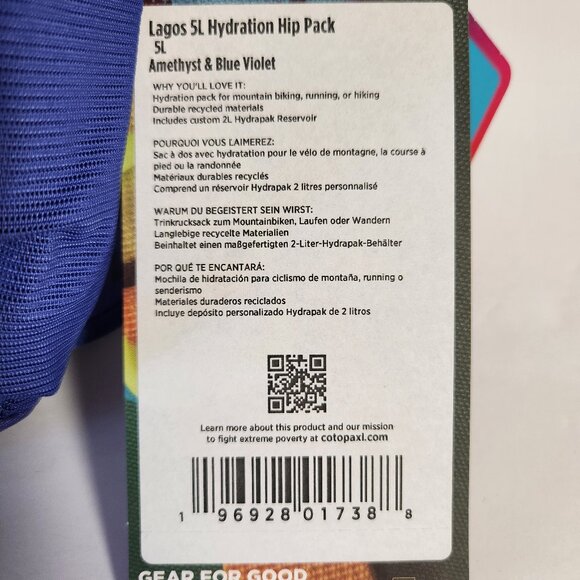 Lagos 5L Hydration Hip Pack
5L
Amethyst & Blue Violet
WHY YOU'LL LOVE IT:
Hydration pack for mountain biking, running, or hiking
Durable recycled materials
Includes custom 2L Hydrapak Reservoir
POURQUOI VOUS L'AIMEREZ:
Sac à dos avec hydratation pour le vélo de montagne, la course à
pied ou la randonnée
Matériaux durables recyclés
Comprend un réservoir Hydrapak 2 litres personnalisé
WARUM DU BEGEISTERT SEIN WIRST:
Trinkrucksack zum Mountainbiken, Laufen oder Wandern
Langlebige recycelte Materialien
Beinhaltet einen maßgefertigten 2-Liter-Hydrapak-Behälter
POR QUÉ TE ENCANTARÁ:
Mochila de hidratación para ciclismo de montaña, running o
senderismo
Materiales duraderos reciclados
Incluye depósito personalizado Hydrapak de 2 litros
Learn more about this product and our mission
to fight extreme poverty at cotopaxi.com
1 96928 01738 8
GEAR FOR GOOD